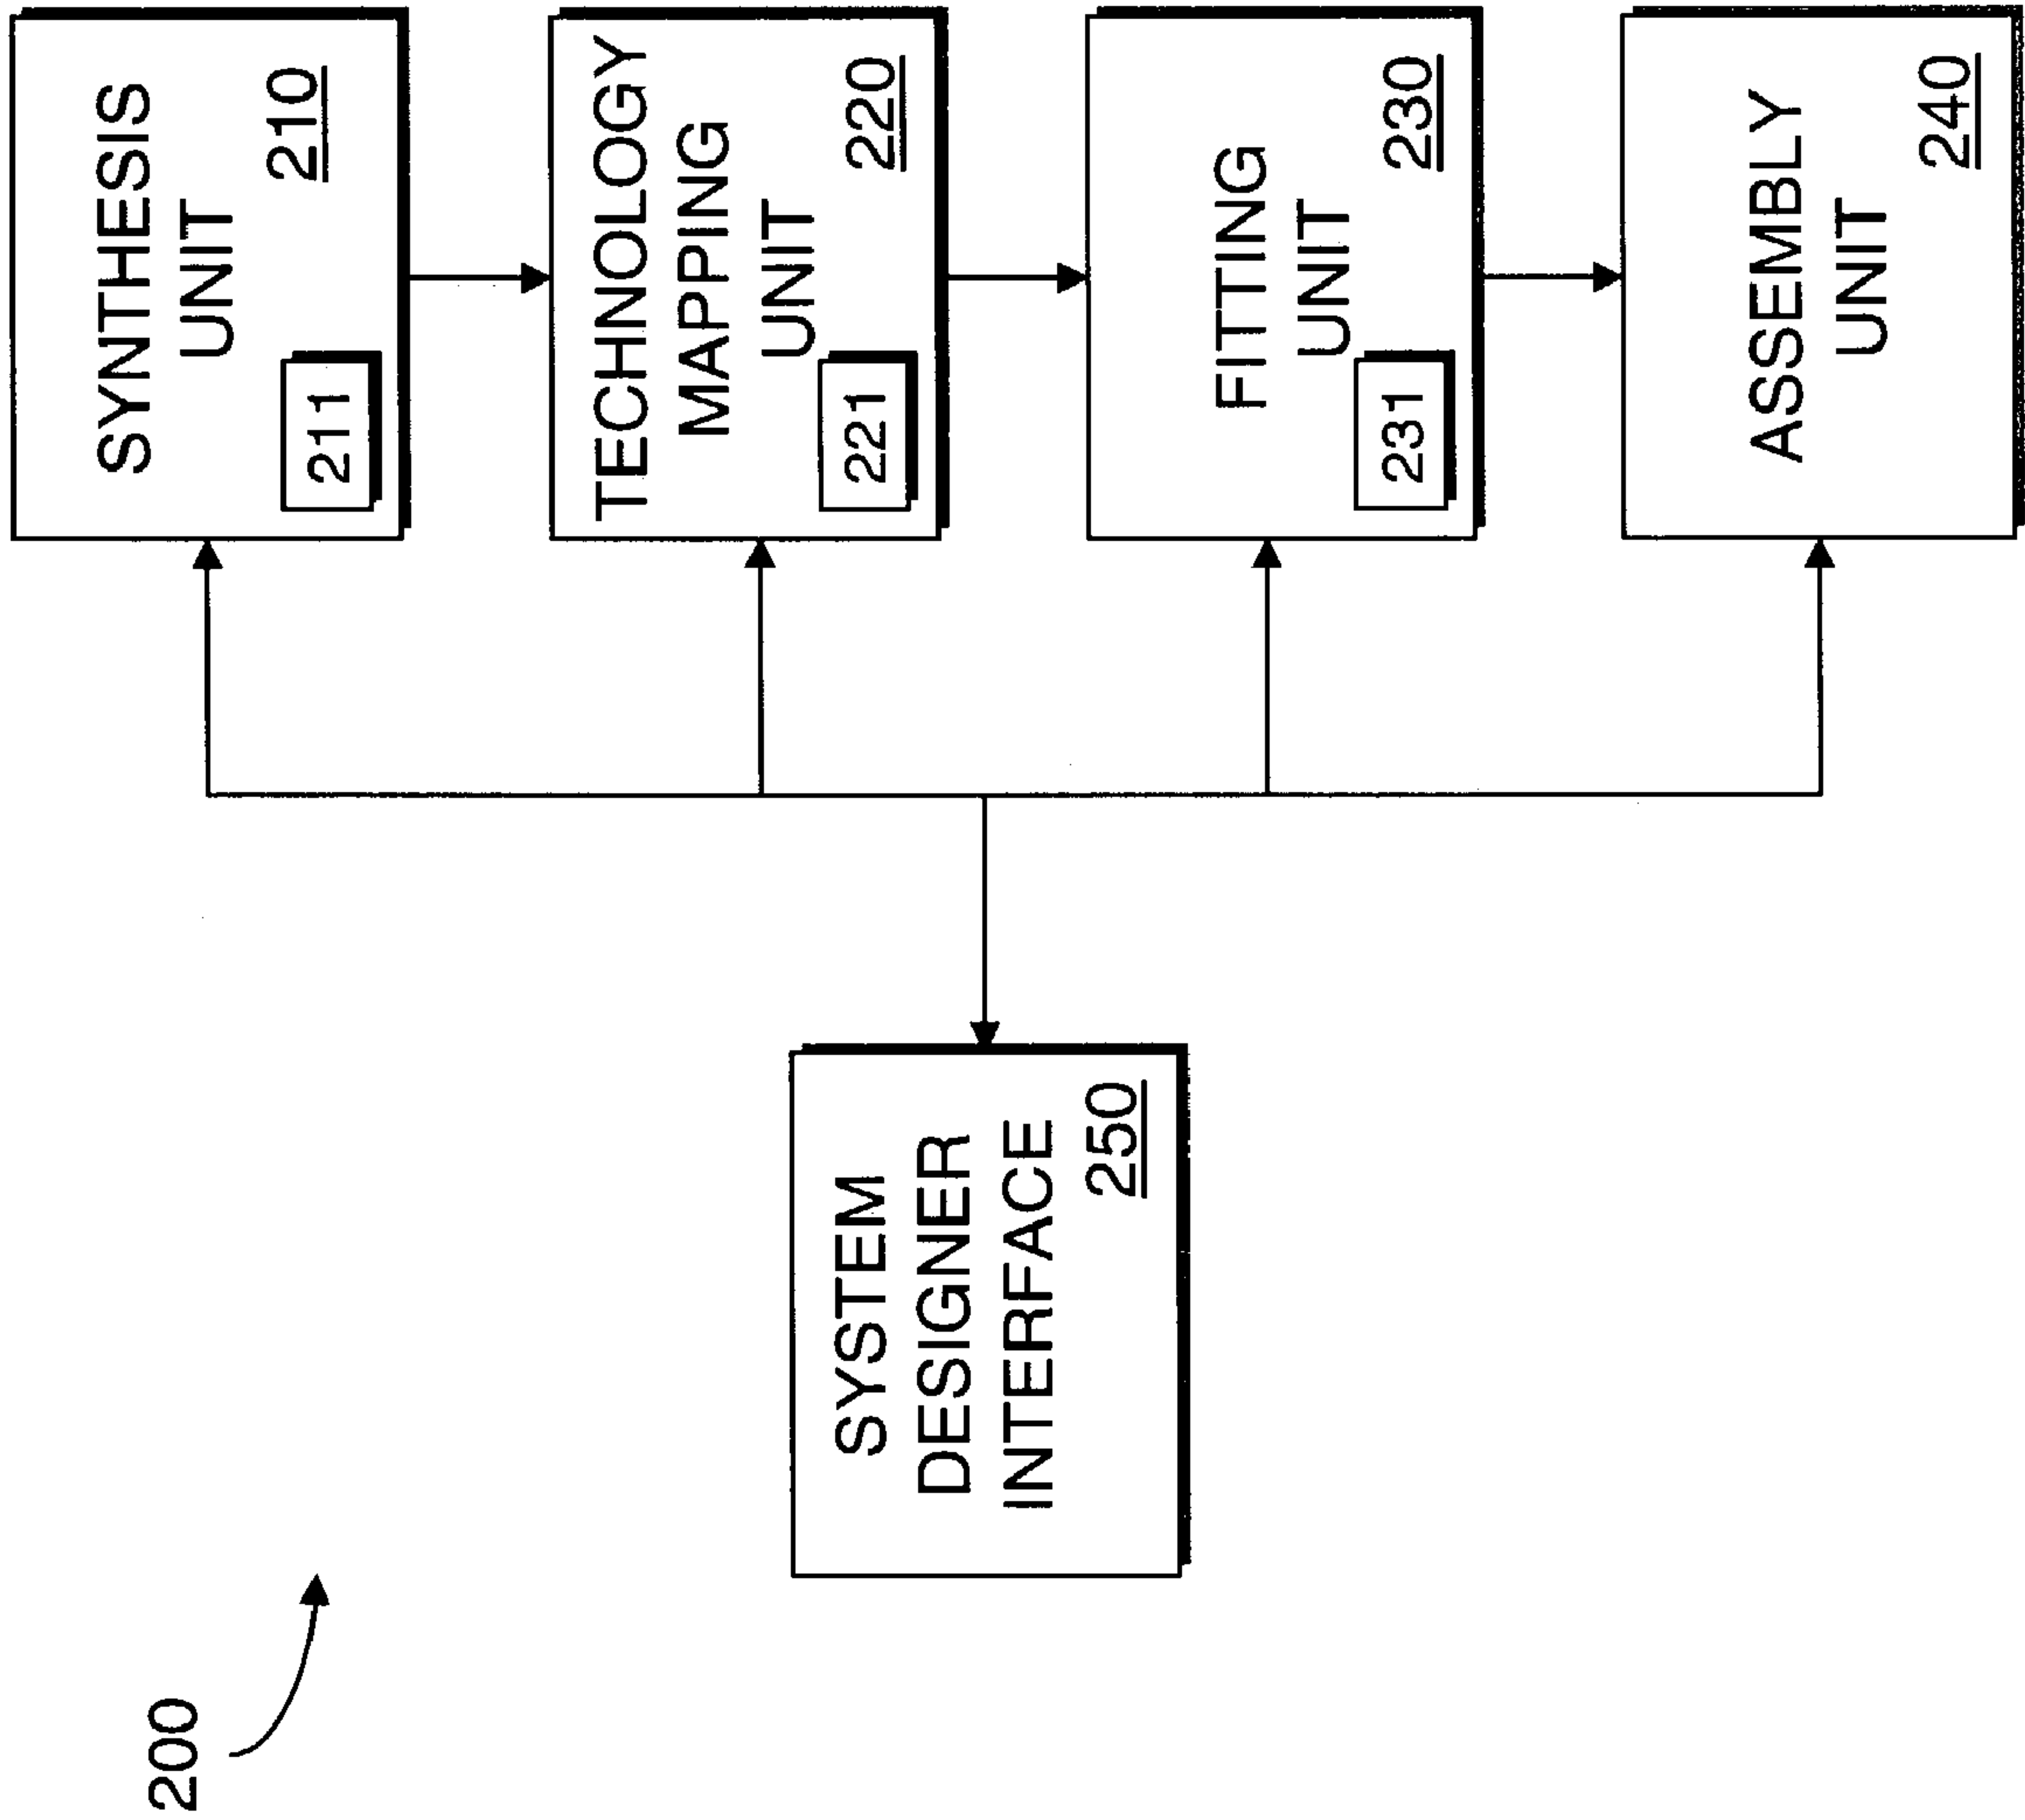 200
SYSTEM
DESIGNER
INTERFACE
250
SYNTHESIS
UNIT
210
211
TECHNOLOGY
MAPPING
UNIT
220
221
FITTING
UNIT
230
231
ASSEMBLY
UNIT
240